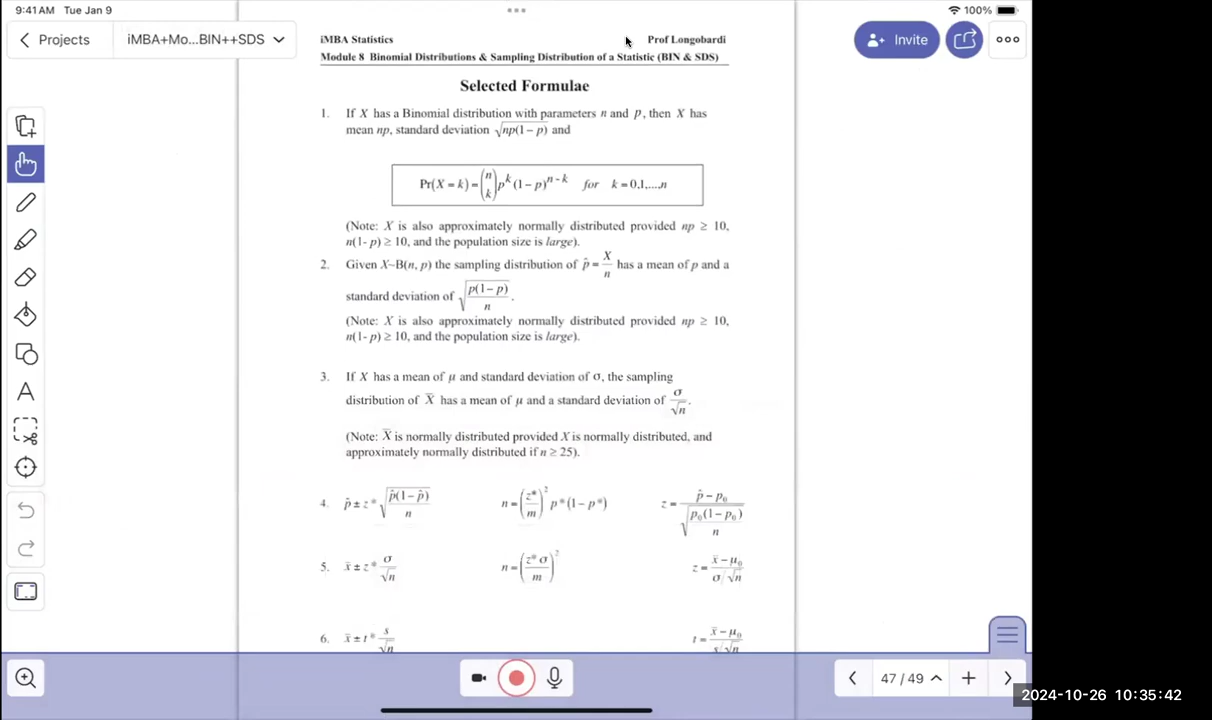 9:41 AM Tue Jan 9
100%
Projects
iMBA+Mo...BIN++SDS
Invite
iMBA Statistics Prof Longobardi
Module 8 Binomial Distributions & Sampling Distribution of a Statistic (BIN & SDS)
Selected Formulae
1. If X has a Binomial distribution with parameters n and p, then X has
mean np, standard deviation √np(1−p) and
Pr(X = k) = (n k) p^k (1−p)^n−k for k = 0,1,...,n
(Note: X is also approximately normally distributed provided np ≥ 10,
n(1- p) ≥ 10, and the population size is large).
2. Given X~B(n, p) the sampling distribution of p̂ = X/n has a mean of p and a
standard deviation of √(p(1−p)/n).
(Note: X is also approximately normally distributed provided np ≥ 10,
n(1- p) ≥ 10, and the population size is large).
3. If X has a mean of μ and standard deviation of σ, the sampling
distribution of X̄ has a mean of μ and a standard deviation of σ/√n.
(Note: X̄ is normally distributed provided X is normally distributed, and
approximately normally distributed if n ≥ 25).
4. p̂ ± z* √(p̂(1−p̂)/n) n = (z*/m)² p*(1−p*) z = (p̂ − p₀)/√(p₀(1−p₀)/n)
5. x̄ ± z* σ/√n n = (z*σ/m)² z = (x̄ − μ₀)/(σ/√n)
6. x̄ ± t* s/√n t = (x̄ − μ₀)/(s/√n)
47 / 49
2024-10-26 10:35:42